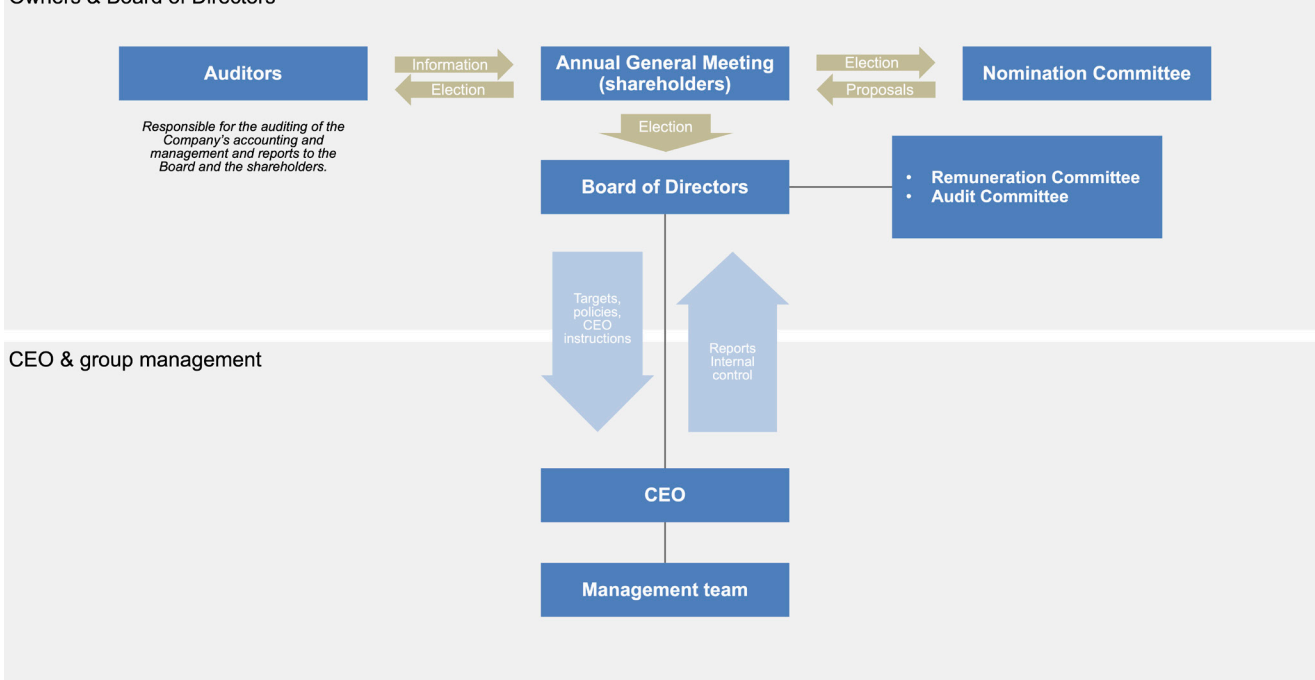 Owners & Board of Directors
Auditors
Information
Election
Annual General Meeting
(shareholders)
Election
Proposals
Nomination Committee
Responsible for the auditing of the
Company's accounting and
management and reports to the
Board and the shareholders.
Election
Board of Directors
• Remuneration Committee
• Audit Committee
Targets,
policies,
CEO
instructions
Reports
Internal
control
CEO & group management
CEO
Management team